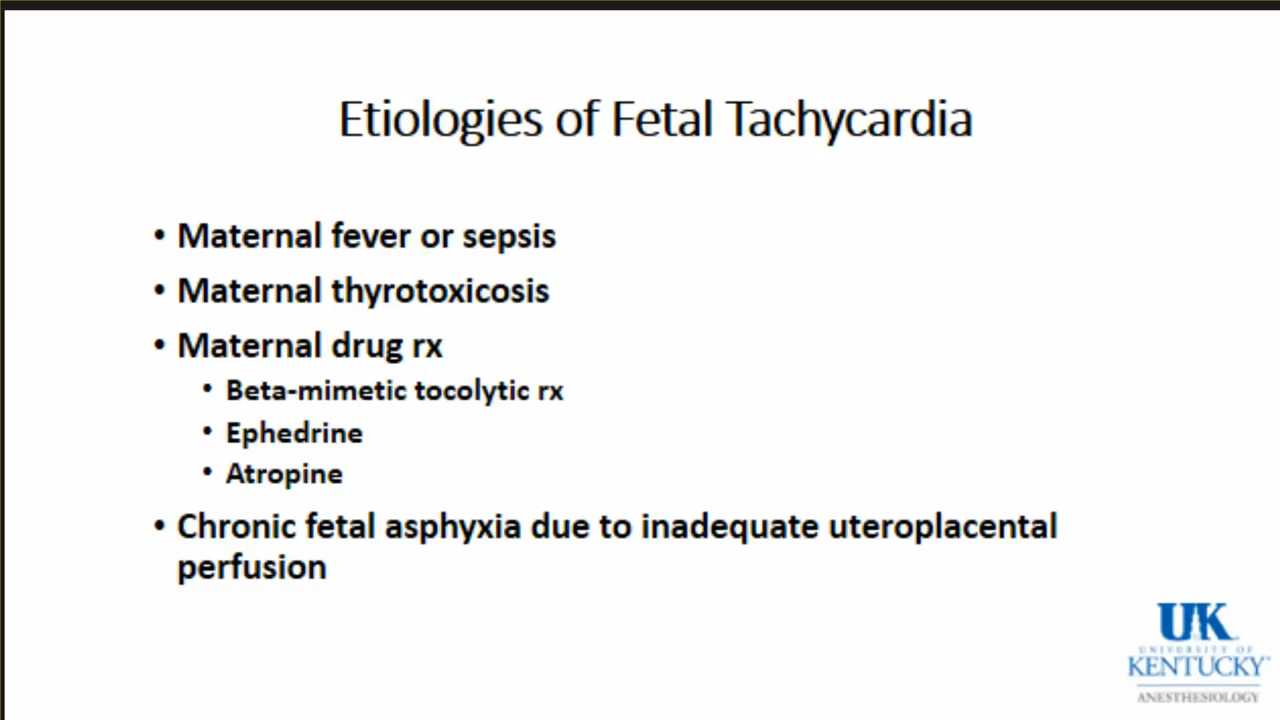 Etiologies of Fetal Tachycardia
• Maternal fever or sepsis
• Maternal thyrotoxicosis
• Maternal drug rx
• Beta-mimetic tocolytic rx
• Ephedrine
• Atropine
• Chronic fetal asphyxia due to inadequate uteroplacental
perfusion
UK
UNIVERSITY OF
KENTUCKY
ANESTHESIOLOGY